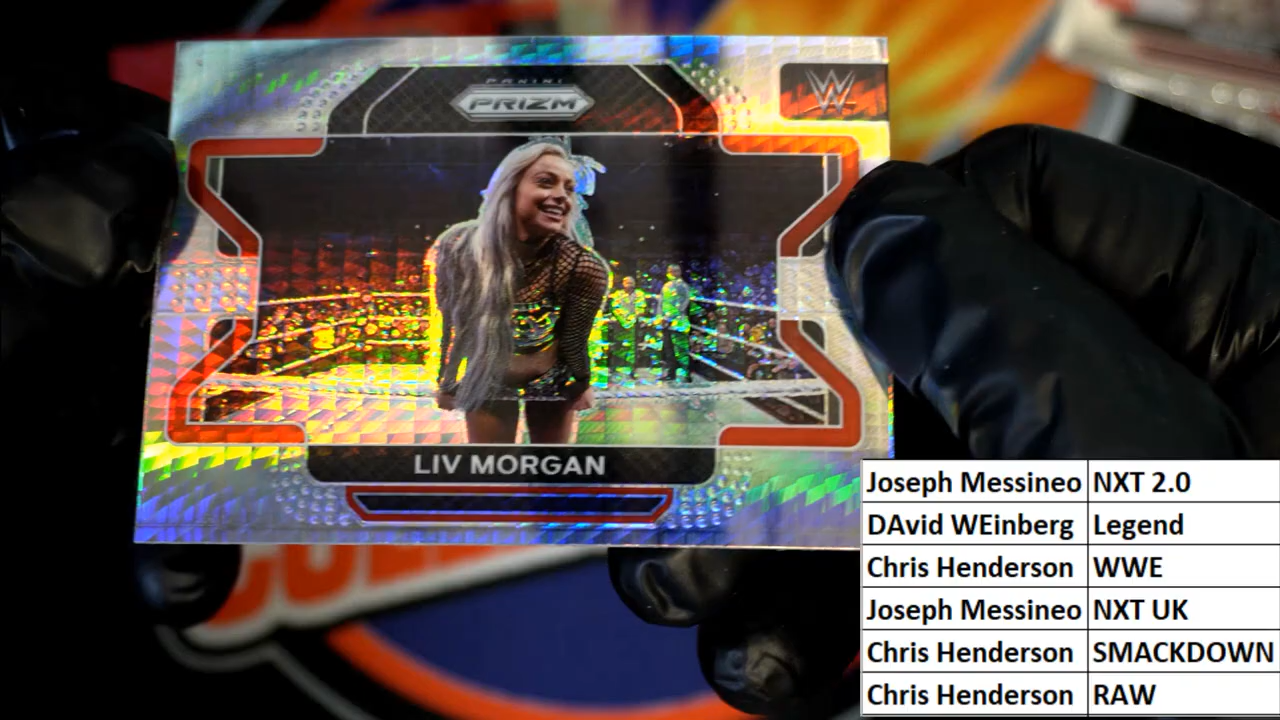 PANINI
PRIZM
W
LIV MORGAN
Joseph Messineo NXT 2.0
DAvid WEinberg Legend
Chris Henderson WWE
Joseph Messineo NXT UK
Chris Henderson SMACKDOWN
Chris Henderson RAW